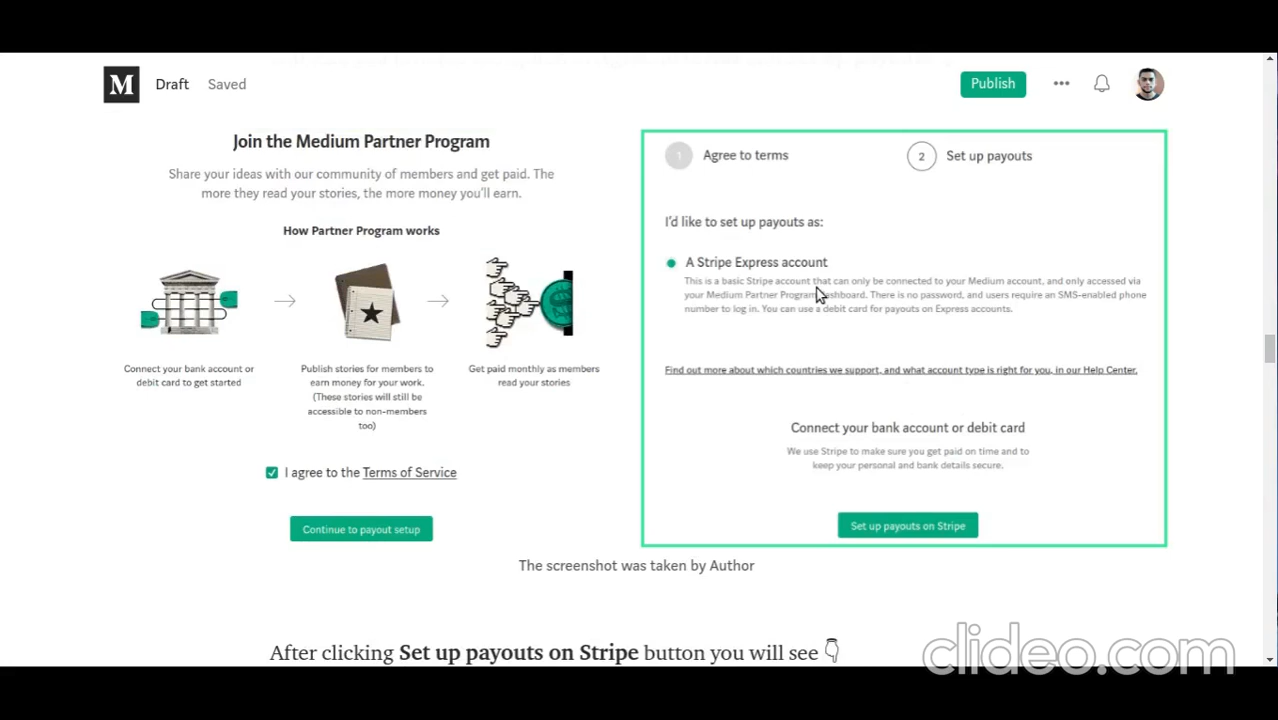 M Draft Saved Publish
Join the Medium Partner Program
Share your ideas with our community of members and get paid. The
more they read your stories, the more money you'll earn.
How Partner Program works
Connect your bank account or
debit card to get started
Publish stories for members to
earn money for your work.
(These stories will still be
accessible to non-members
too)
Get paid monthly as members
read your stories
I agree to the Terms of Service
Continue to payout setup
1 Agree to terms
2 Set up payouts
I'd like to set up payouts as:
A Stripe Express account
This is a basic Stripe account that can only be connected to your Medium account, and only accessed via
your Medium Partner Program dashboard. There is no password, and users require an SMS-enabled phone
number to log in. You can use a debit card for payouts on Express accounts.
Find out more about which countries we support, and what account type is right for you, in our Help Center.
Connect your bank account or debit card
We use Stripe to make sure you get paid on time and to
keep your personal and bank details secure.
Set up payouts on Stripe
The screenshot was taken by Author
After clicking Set up payouts on Stripe button you will see 👇
clideo.com